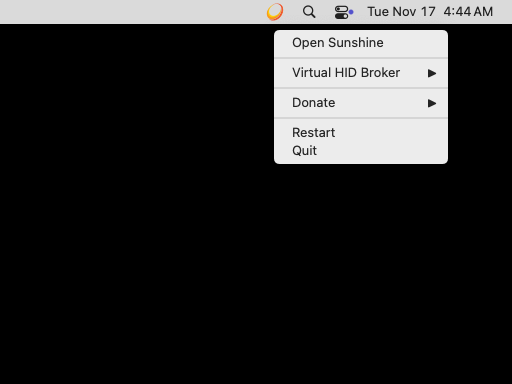 Tue Nov 17 4:44 AM
Open Sunshine
Virtual HID Broker
Donate
Restart
Quit